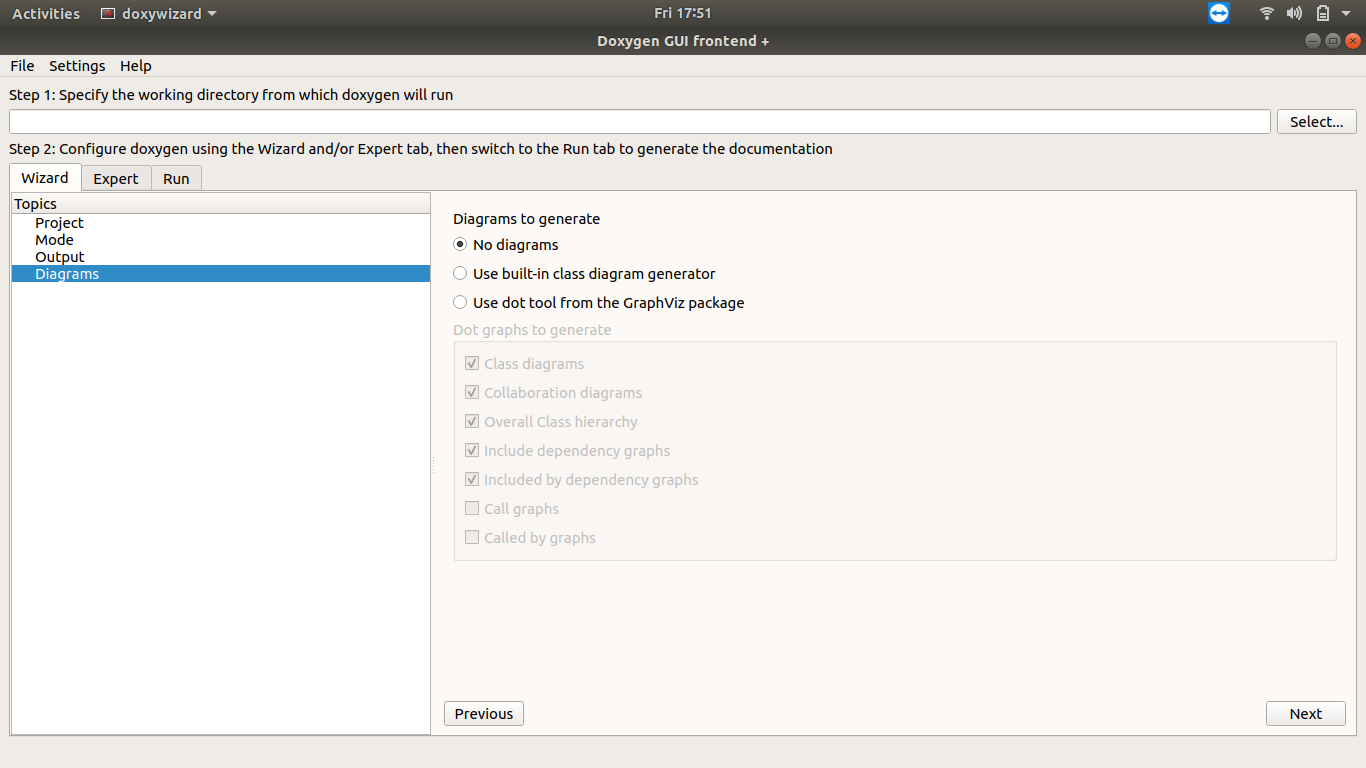 Activities doxywizard Fri 17:51
Doxygen GUI frontend +
File Settings Help
Step 1: Specify the working directory from which doxygen will run
Select...
Step 2: Configure doxygen using the Wizard and/or Expert tab, then switch to the Run tab to generate the documentation
Wizard Expert Run
Topics
Project
Mode
Output
Diagrams
Diagrams to generate
No diagrams
Use built-in class diagram generator
Use dot tool from the GraphViz package
Dot graphs to generate
Class diagrams
Collaboration diagrams
Overall Class hierarchy
Include dependency graphs
Included by dependency graphs
Call graphs
Called by graphs
Previous Next